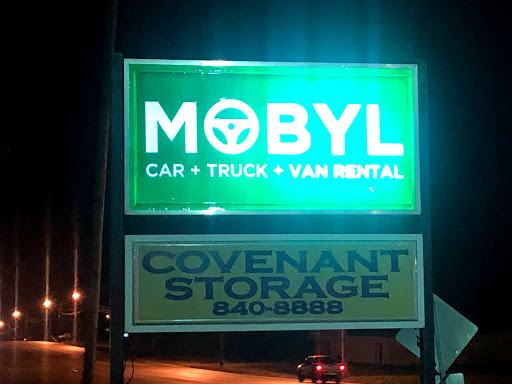 MOBYL
CAR + TRUCK + VAN RENTAL
COVENANT
STORAGE
840-8888